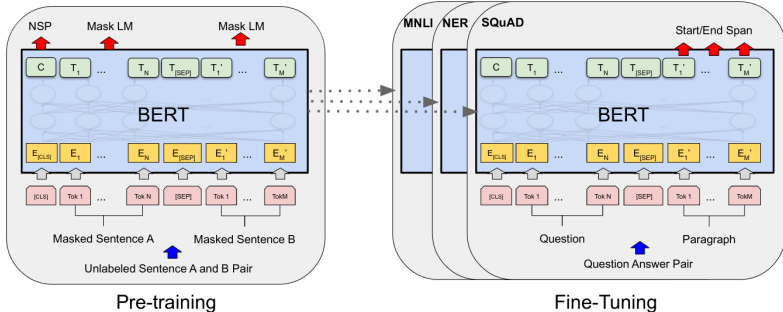 NSP Mask LM Mask LM
C T1 ... TN T[SEP] T1' ... TM'
BERT
E[CLS] E1 ... EN E[SEP] E1' ... EM'
[CLS] Tok 1 ... Tok N [SEP] Tok 1 ... TokM
Masked Sentence A Masked Sentence B
Unlabeled Sentence A and B Pair
Pre-training
MNLI NER SQuAD
Start/End Span
C T1 ... TN T[SEP] T1' ... TM'
BERT
E[CLS] E1 ... EN E[SEP] E1' ... EM'
[CLS] Tok 1 ... Tok N [SEP] Tok 1 ... TokM
Question Paragraph
Question Answer Pair
Fine-Tuning